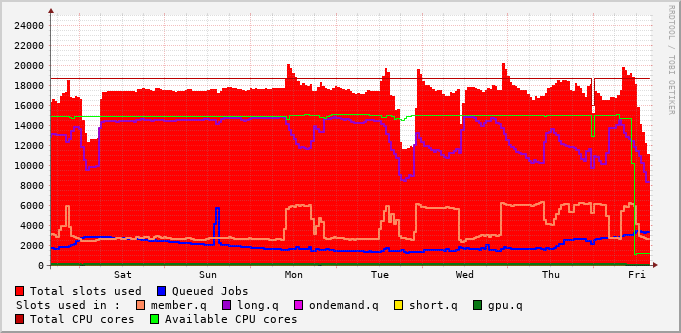 24000
22000
20000
18000
16000
14000
12000
10000
8000
6000
4000
2000
0
Sat Sun Mon Tue Wed Thu Fri
RRDTOOL / TOBI OETIKER
Total slots used Queued Jobs
Slots used in : member.q long.q ondemand.q short.q gpu.q
Total CPU cores Available CPU cores